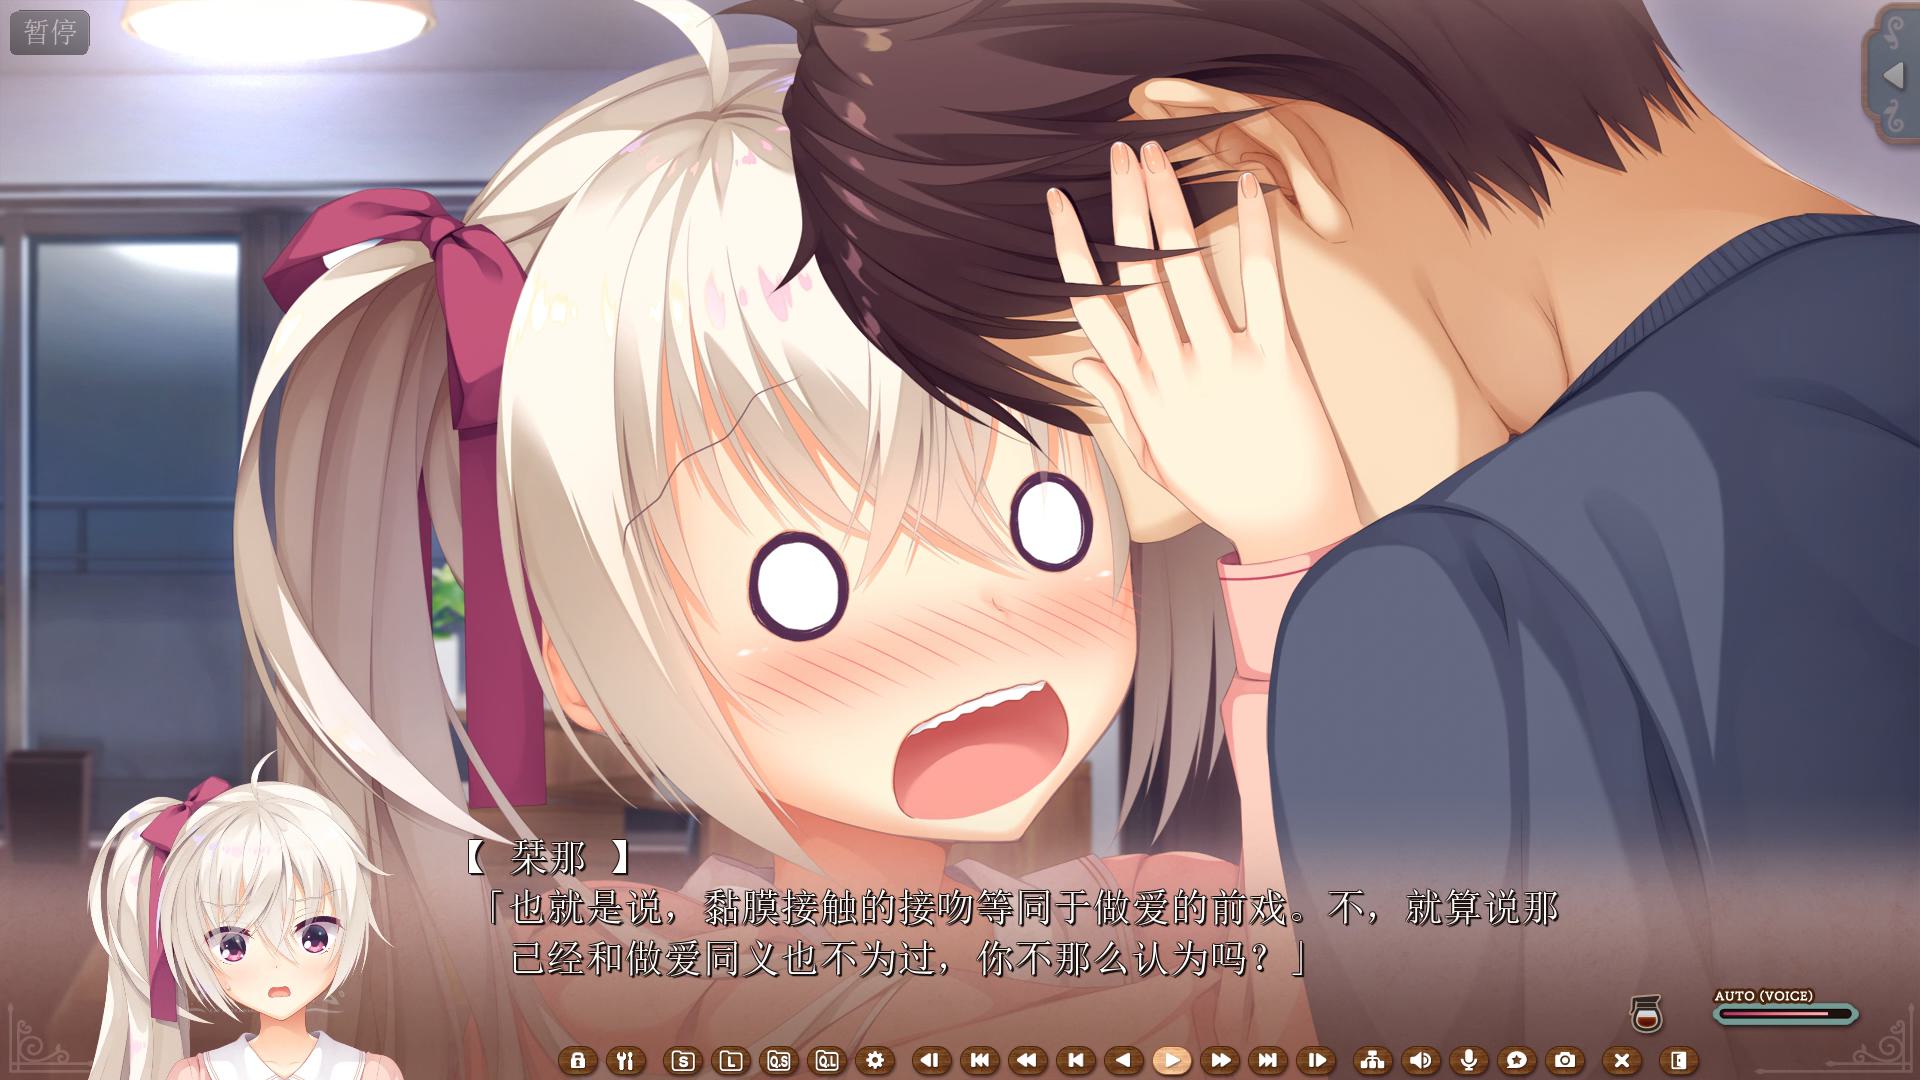 暂停
【 栞那 】
「也就是说，黏膜接触的接吻等同于做爱的前戏。不，就算说那
已经和做爱同义也不为过，你不那么认为吗？」
AUTO (VOICE)
S L Q.S Q.L